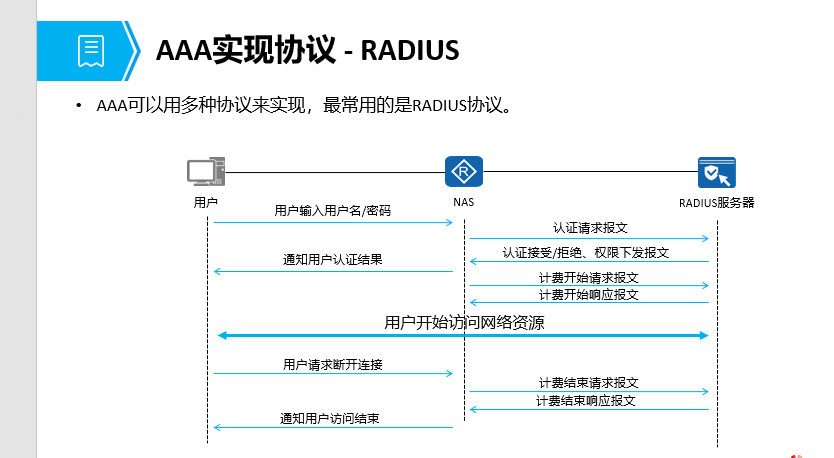 AAA实现协议 - RADIUS
• AAA可以用多种协议来实现，最常用的是RADIUS协议。
用户
NAS
RADIUS服务器
用户输入用户名/密码
认证请求报文
认证接受/拒绝、权限下发报文
通知用户认证结果
计费开始请求报文
计费开始响应报文
用户开始访问网络资源
用户请求断开连接
计费结束请求报文
计费结束响应报文
通知用户访问结束